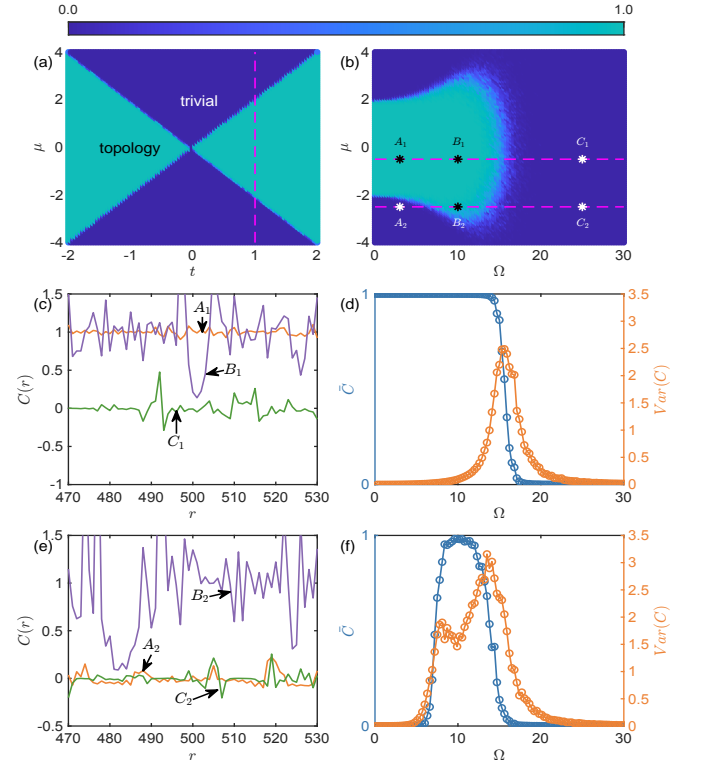 0.0 1.0
(a) (b)
4 4
2 2
0 0
-2 -2
-4 -4
μ μ
trivial
topology
A₁ B₁ C₁
A₂ B₂ C₂
-2 -1 0 1 2
t
0 10 20 30
Ω
(c) (d)
1.5
1
0.5
0
-0.5
-1
C(r)
A₁
B₁
C₁
470 480 490 500 510 520 530
r
1
0
C̄
3.5
3
2.5
2
1.5
1
0.5
0
Var(C)
0 10 20 30
Ω
(e) (f)
1.5
1
0.5
0
-0.5
C(r)
B₂
A₂
C₂
470 480 490 500 510 520 530
r
1
0
C̄
3.5
3
2.5
2
1.5
1
0.5
0
Var(C)
0 10 20 30
Ω